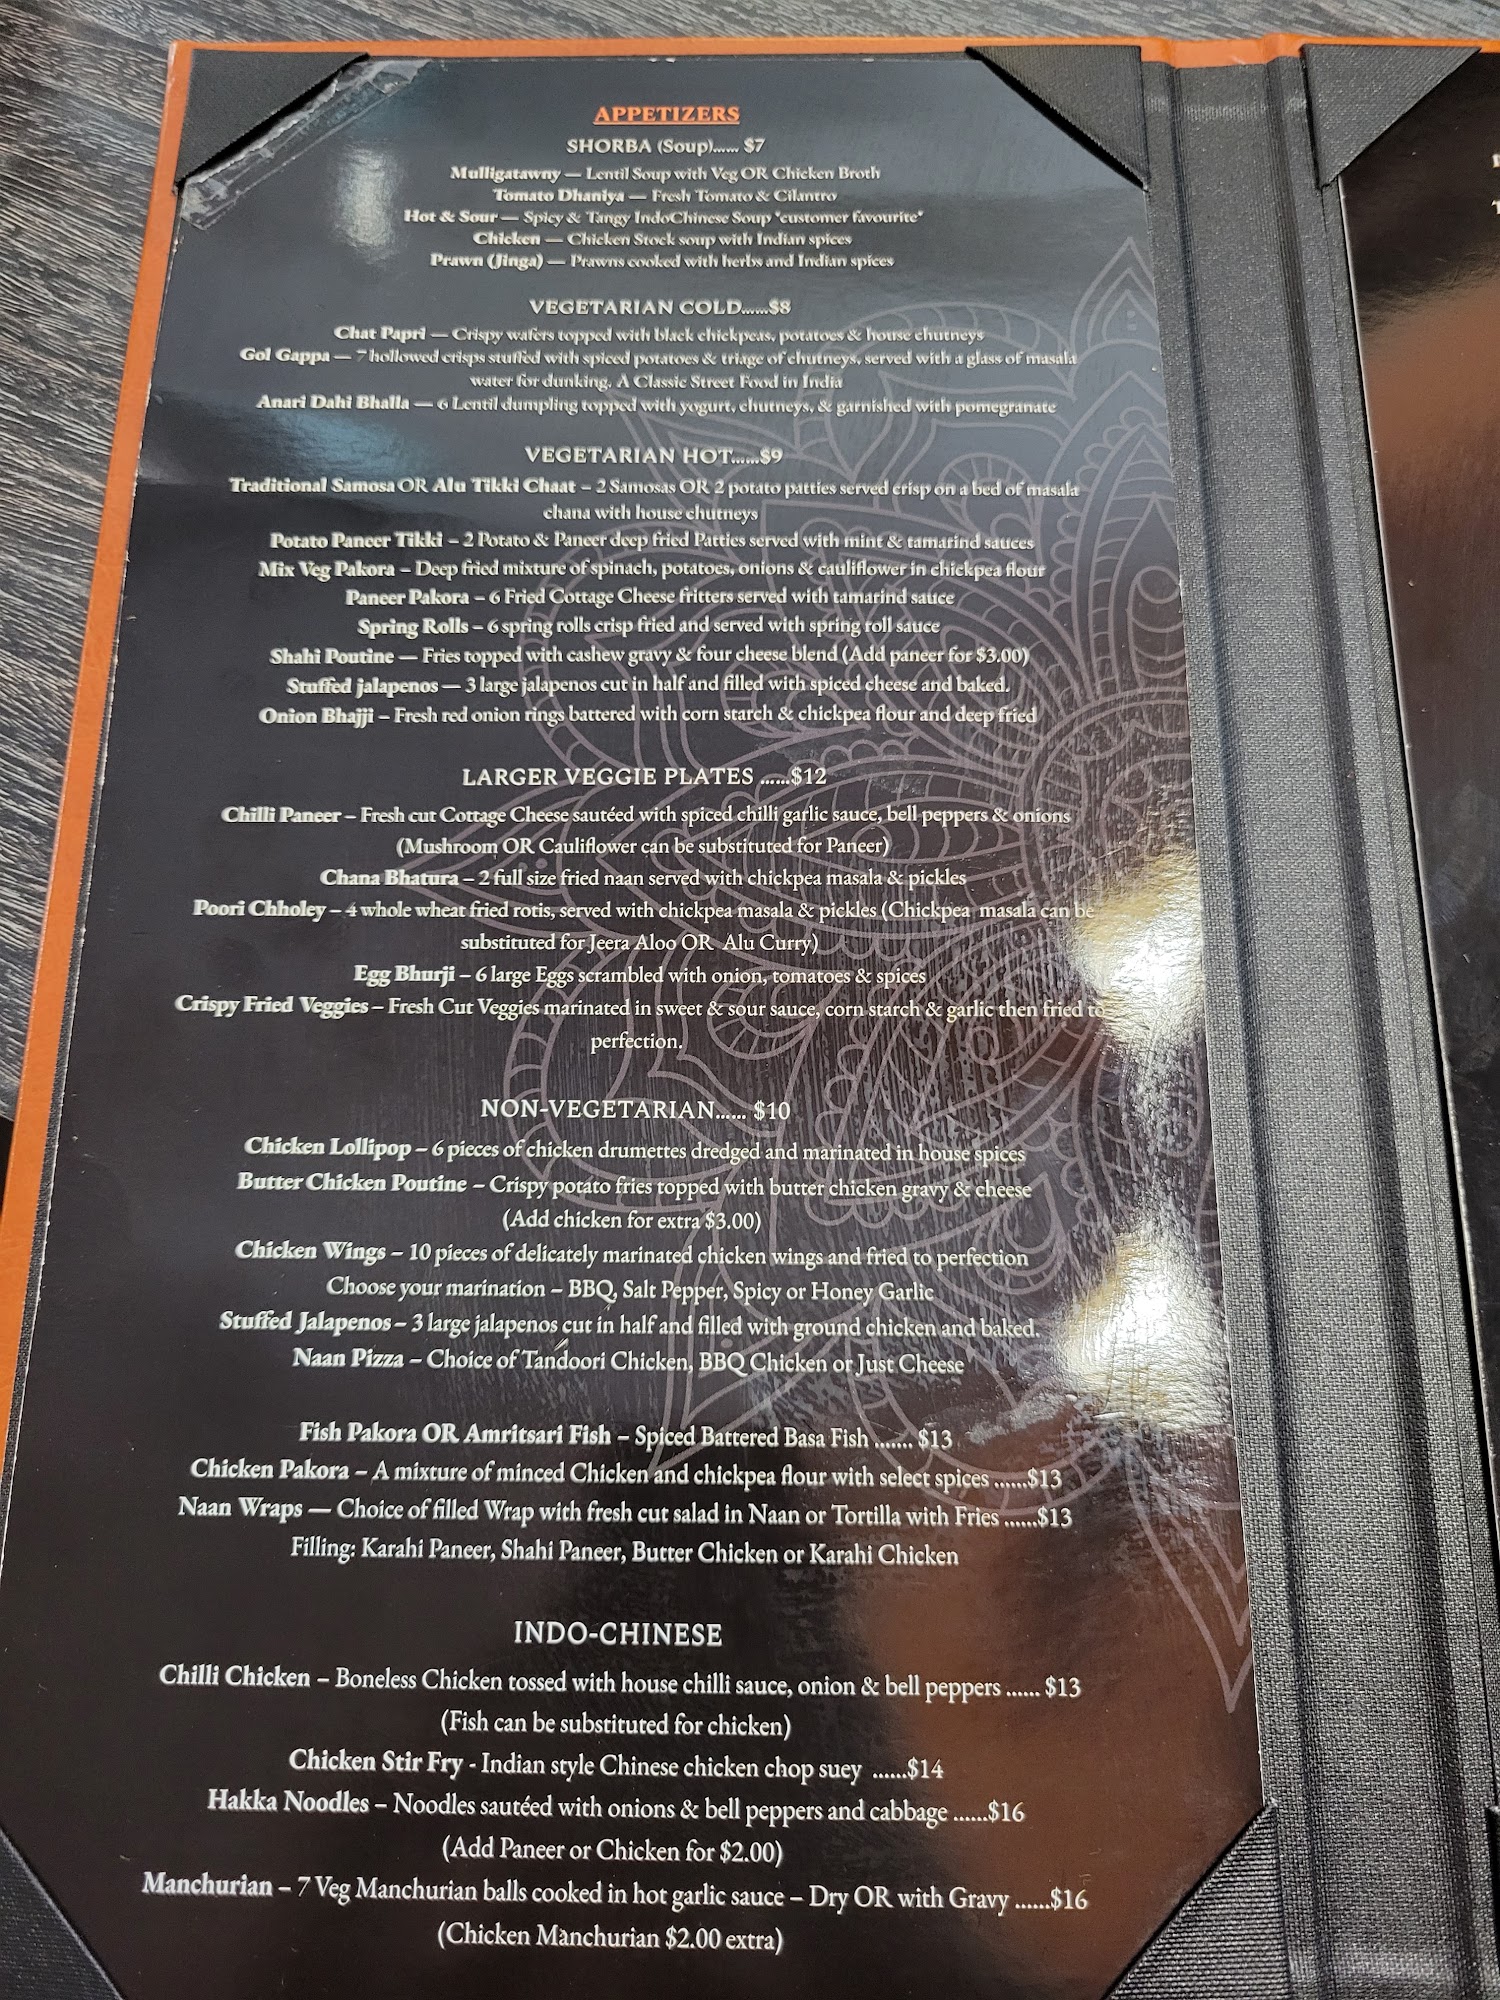 APPETIZERS
SHORBA (Soup)...... $7
Mulligatawny — Lentil Soup with Veg OR Chicken Broth
Tomato Dhaniya — Fresh Tomato & Cilantro
Hot & Sour — Spicy & Tangy IndoChinese Soup *customer favourite*
Chicken — Chicken Stock soup with Indian spices
Prawn (Jinga) — Prawns cooked with herbs and Indian spices
VEGETARIAN COLD......$8
Chat Papri — Crispy wafers topped with black chickpeas, potatoes & house chutneys
Gol Gappa — 7 hollowed crisps stuffed with spiced potatoes & triage of chutneys, served with a glass of masala
water for dunking. A Classic Street Food in India
Anari Dahi Bhalla — 6 Lentil dumpling topped with yogurt, chutneys, & garnished with pomegranate
VEGETARIAN HOT......$9
Traditional Samosa OR Alu Tikki Chaat – 2 Samosas OR 2 potato patties served crisp on a bed of masala
chana with house chutneys
Potato Paneer Tikki – 2 Potato & Paneer deep fried Patties served with mint & tamarind sauces
Mix Veg Pakora – Deep fried mixture of spinach, potatoes, onions & cauliflower in chickpea flour
Paneer Pakora – 6 Fried Cottage Cheese fritters served with tamarind sauce
Spring Rolls – 6 spring rolls crisp fried and served with spring roll sauce
Shahi Poutine — Fries topped with cashew gravy & four cheese blend (Add paneer for $3.00)
Stuffed jalapenos — 3 large jalapenos cut in half and filled with spiced cheese and baked.
Onion Bhajji – Fresh red onion rings battered with corn starch & chickpea flour and deep fried
LARGER VEGGIE PLATES ......$12
Chilli Paneer – Fresh cut Cottage Cheese sautéed with spiced chilli garlic sauce, bell peppers & onions
(Mushroom OR Cauliflower can be substituted for Paneer)
Chana Bhatura – 2 full size fried naan served with chickpea masala & pickles
Poori Chholey – 4 whole wheat fried rotis, served with chickpea masala & pickles (Chickpea masala can be
substituted for Jeera Aloo OR Alu Curry)
Egg Bhurji – 6 large Eggs scrambled with onion, tomatoes & spices
Crispy Fried Veggies – Fresh Cut Veggies marinated in sweet & sour sauce, corn starch & garlic then fried to
perfection.
NON-VEGETARIAN...... $10
Chicken Lollipop – 6 pieces of chicken drumettes dredged and marinated in house spices
Butter Chicken Poutine – Crispy potato fries topped with butter chicken gravy & cheese
(Add chicken for extra $3.00)
Chicken Wings – 10 pieces of delicately marinated chicken wings and fried to perfection
Choose your marination – BBQ, Salt Pepper, Spicy or Honey Garlic
Stuffed Jalapenos – 3 large jalapenos cut in half and filled with ground chicken and baked.
Naan Pizza – Choice of Tandoori Chicken, BBQ Chicken or Just Cheese
Fish Pakora OR Amritsari Fish – Spiced Battered Basa Fish ....... $13
Chicken Pakora – A mixture of minced Chicken and chickpea flour with select spices ......$13
Naan Wraps — Choice of filled Wrap with fresh cut salad in Naan or Tortilla with Fries ......$13
Filling: Karahi Paneer, Shahi Paneer, Butter Chicken or Karahi Chicken
INDO-CHINESE
Chilli Chicken – Boneless Chicken tossed with house chilli sauce, onion & bell peppers ...... $13
(Fish can be substituted for chicken)
Chicken Stir Fry - Indian style Chinese chicken chop suey ......$14
Hakka Noodles – Noodles sautéed with onions & bell peppers and cabbage ......$16
(Add Paneer or Chicken for $2.00)
Manchurian – 7 Veg Manchurian balls cooked in hot garlic sauce – Dry OR with Gravy ......$16
(Chicken Manchurian $2.00 extra)